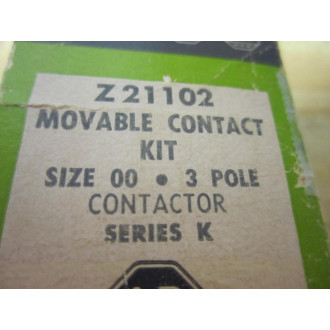 Z21102
MOVABLE CONTACT
KIT
SIZE 00 • 3 POLE
CONTACTOR
SERIES K